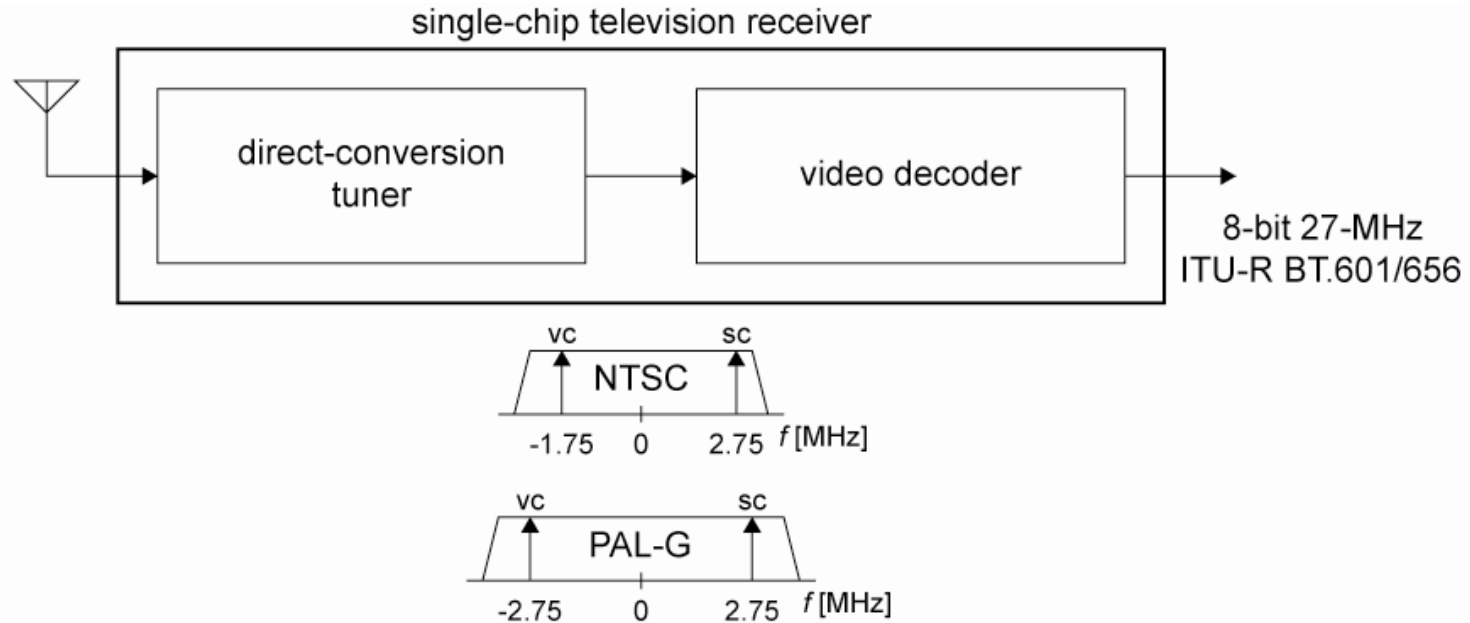 single-chip television receiver
direct-conversion
tuner
video decoder
8-bit 27-MHz
ITU-R BT.601/656
vc sc
NTSC
-1.75 0 2.75 f [MHz]
vc sc
PAL-G
-2.75 0 2.75 f [MHz]